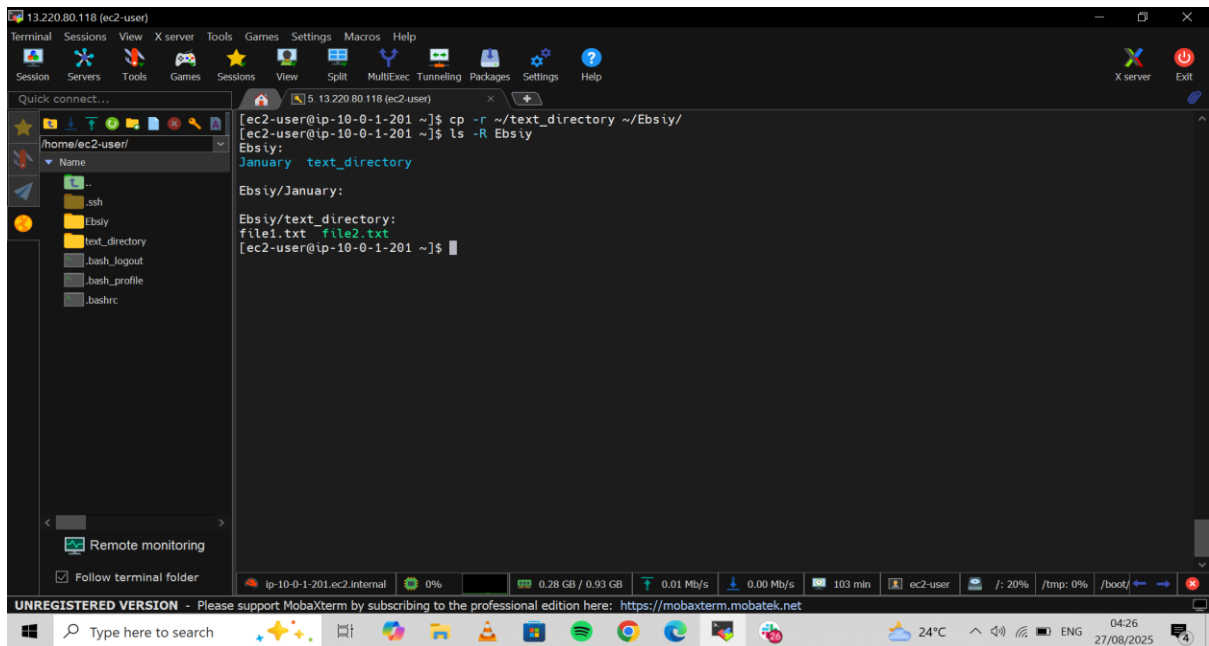 13.220.80.118 (ec2-user)
Terminal Sessions View X server Tools Games Settings Macros Help
Session Servers Tools Games Sessions View Split MultiExec Tunneling Packages Settings Help X server Exit
Quick connect...
5. 13.220.80.118 (ec2-user)
/home/ec2-user/
Name
..
.ssh
Ebsiy
text_directory
.bash_logout
.bash_profile
.bashrc
[ec2-user@ip-10-0-1-201 ~]$ cp -r ~/text_directory ~/Ebsiy/
[ec2-user@ip-10-0-1-201 ~]$ ls -R Ebsiy
Ebsiy:
January text_directory
Ebsiy/January:
Ebsiy/text_directory:
file1.txt file2.txt
[ec2-user@ip-10-0-1-201 ~]$
Remote monitoring
Follow terminal folder
ip-10-0-1-201.ec2.internal 0% 0.28 GB / 0.93 GB 0.01 Mb/s 0.00 Mb/s 103 min ec2-user /: 20% /tmp: 0% /boot/
UNREGISTERED VERSION - Please support MobaXterm by subscribing to the professional edition here: https://mobaxterm.mobatek.net
Type here to search
26
24°C
ENG
04:26
27/08/2025
4